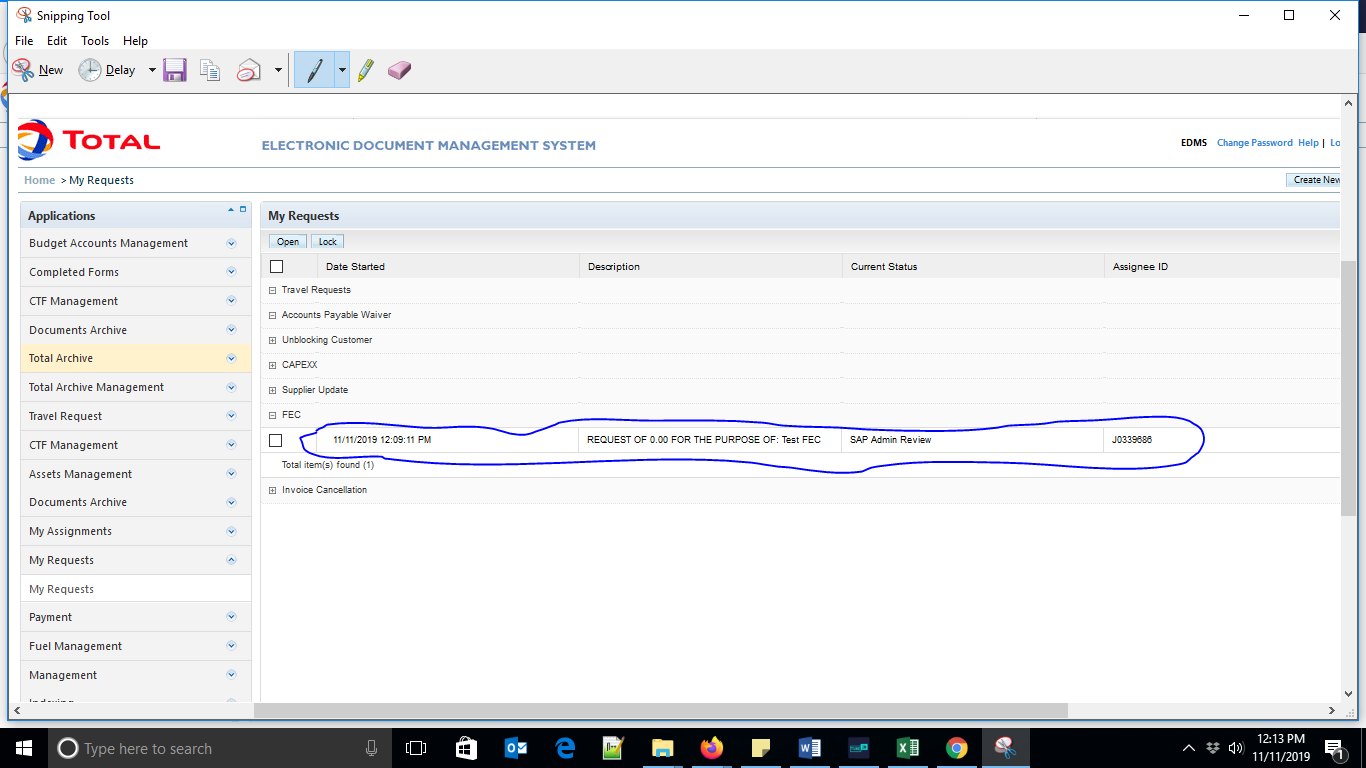 Snipping Tool
File Edit Tools Help
New Delay
TOTAL
ELECTRONIC DOCUMENT MANAGEMENT SYSTEM
EDMS Change Password Help | Lo
Home > My Requests
Create New
Applications
Budget Accounts Management
Completed Forms
CTF Management
Documents Archive
Total Archive
Total Archive Management
Travel Request
CTF Management
Assets Management
Documents Archive
My Assignments
My Requests
My Requests
Payment
Fuel Management
Management
Indexing
My Requests
Open Lock
Date Started Description Current Status Assignee ID
Travel Requests
Accounts Payable Waiver
Unblocking Customer
CAPEXX
Supplier Update
FEC
11/11/2019 12:09:11 PM REQUEST OF 0.00 FOR THE PURPOSE OF: Test FEC SAP Admin Review J0339686
Total item(s) found (1)
Invoice Cancellation
Type here to search
12:13 PM
11/11/2019
1